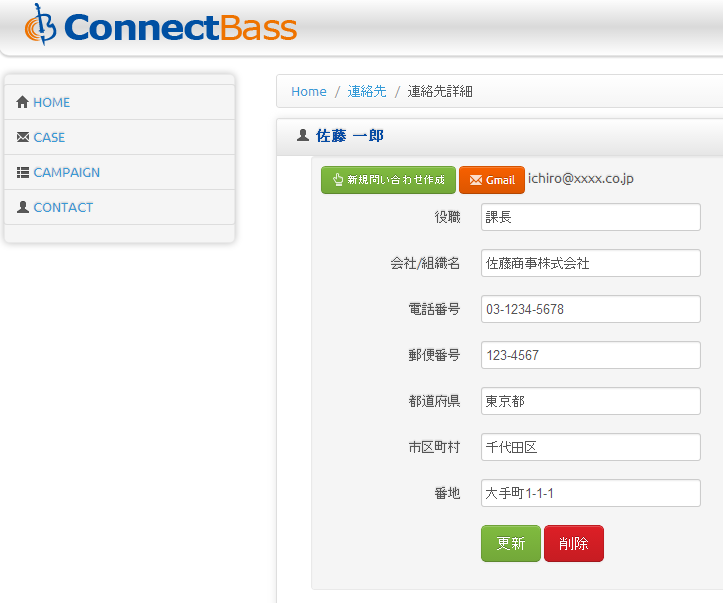 ConnectBass
HOME
CASE
CAMPAIGN
CONTACT
Home / 連絡先 / 連絡先詳細
佐藤 一郎
新規問い合わせ作成 Gmail ichiro@xxxx.co.jp
役職 課長
会社/組織名 佐藤商事株式会社
電話番号 03-1234-5678
郵便番号 123-4567
都道府県 東京都
市区町村 千代田区
番地 大手町1-1-1
更新 削除